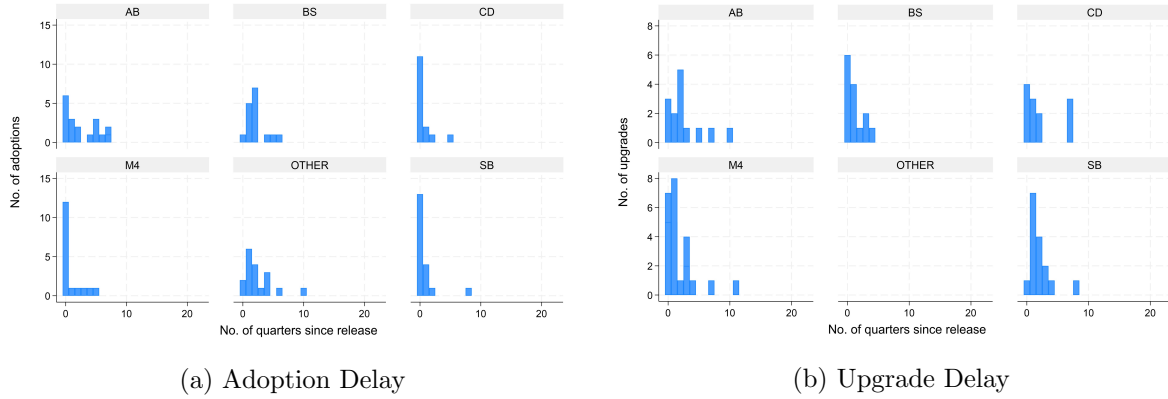 AB BS CD
15
10
5
0
M4 OTHER SB
15
10
5
0
0 10 20 0 10 20 0 10 20
No. of adoptions
No. of quarters since release
(a) Adoption Delay
AB BS CD
8
6
4
2
0
M4 OTHER SB
8
6
4
2
0
0 10 20 0 10 20 0 10 20
No. of upgrades
No. of quarters since release
(b) Upgrade Delay